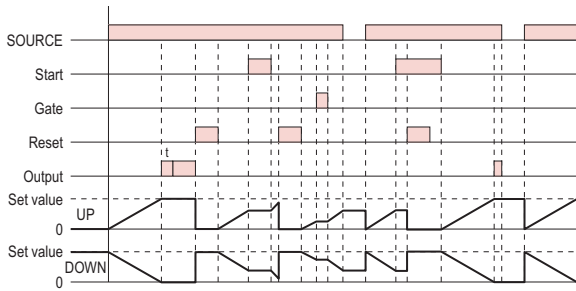 SOURCE
Start
Gate
Reset
t
Output
Set value
UP
0
Set value
DOWN
0